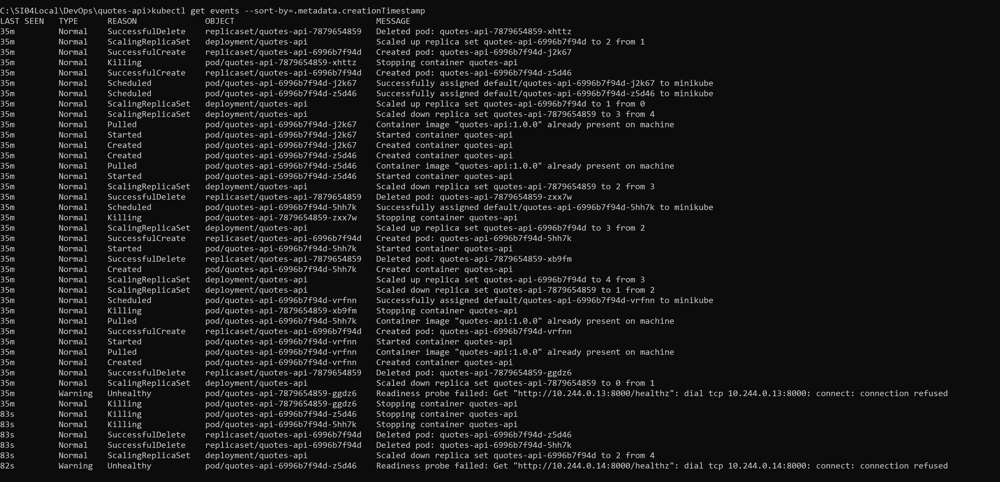 C:\SI04Local\DevOps\quotes-api>kubectl get events --sort-by=.metadata.creationTimestamp
LAST SEEN   TYPE      REASON              OBJECT                             MESSAGE
35m         Normal    SuccessfulDelete    replicaset/quotes-api-7879654859   Deleted pod: quotes-api-7879654859-xhttz
35m         Normal    ScalingReplicaSet   deployment/quotes-api              Scaled up replica set quotes-api-6996b7f94d to 2 from 1
35m         Normal    SuccessfulCreate    replicaset/quotes-api-6996b7f94d   Created pod: quotes-api-6996b7f94d-j2k67
35m         Normal    Killing             pod/quotes-api-7879654859-xhttz    Stopping container quotes-api
35m         Normal    SuccessfulCreate    replicaset/quotes-api-6996b7f94d   Created pod: quotes-api-6996b7f94d-z5d46
35m         Normal    Scheduled           pod/quotes-api-6996b7f94d-j2k67    Successfully assigned default/quotes-api-6996b7f94d-j2k67 to minikube
35m         Normal    Scheduled           pod/quotes-api-6996b7f94d-z5d46    Successfully assigned default/quotes-api-6996b7f94d-z5d46 to minikube
35m         Normal    ScalingReplicaSet   deployment/quotes-api              Scaled up replica set quotes-api-6996b7f94d to 1 from 0
35m         Normal    ScalingReplicaSet   deployment/quotes-api              Scaled down replica set quotes-api-7879654859 to 3 from 4
35m         Normal    Pulled              pod/quotes-api-6996b7f94d-j2k67    Container image "quotes-api:1.0.0" already present on machine
35m         Normal    Started             pod/quotes-api-6996b7f94d-j2k67    Started container quotes-api
35m         Normal    Created             pod/quotes-api-6996b7f94d-j2k67    Created container quotes-api
35m         Normal    Created             pod/quotes-api-6996b7f94d-z5d46    Created container quotes-api
35m         Normal    Pulled              pod/quotes-api-6996b7f94d-z5d46    Container image "quotes-api:1.0.0" already present on machine
35m         Normal    Started             pod/quotes-api-6996b7f94d-z5d46    Started container quotes-api
35m         Normal    ScalingReplicaSet   deployment/quotes-api              Scaled down replica set quotes-api-7879654859 to 2 from 3
35m         Normal    SuccessfulDelete    replicaset/quotes-api-7879654859   Deleted pod: quotes-api-7879654859-zxx7w
35m         Normal    Scheduled           pod/quotes-api-6996b7f94d-5hh7k    Successfully assigned default/quotes-api-6996b7f94d-5hh7k to minikube
35m         Normal    Killing             pod/quotes-api-7879654859-zxx7w    Stopping container quotes-api
35m         Normal    ScalingReplicaSet   deployment/quotes-api              Scaled up replica set quotes-api-6996b7f94d to 3 from 2
35m         Normal    SuccessfulCreate    replicaset/quotes-api-6996b7f94d   Created pod: quotes-api-6996b7f94d-5hh7k
35m         Normal    Started             pod/quotes-api-6996b7f94d-5hh7k    Started container quotes-api
35m         Normal    SuccessfulDelete    replicaset/quotes-api-7879654859   Deleted pod: quotes-api-7879654859-xb9fm
35m         Normal    Created             pod/quotes-api-6996b7f94d-5hh7k    Created container quotes-api
35m         Normal    ScalingReplicaSet   deployment/quotes-api              Scaled up replica set quotes-api-6996b7f94d to 4 from 3
35m         Normal    ScalingReplicaSet   deployment/quotes-api              Scaled down replica set quotes-api-7879654859 to 1 from 2
35m         Normal    Scheduled           pod/quotes-api-6996b7f94d-vrfnn    Successfully assigned default/quotes-api-6996b7f94d-vrfnn to minikube
35m         Normal    Killing             pod/quotes-api-7879654859-xb9fm    Stopping container quotes-api
35m         Normal    Pulled              pod/quotes-api-6996b7f94d-5hh7k    Container image "quotes-api:1.0.0" already present on machine
35m         Normal    SuccessfulCreate    replicaset/quotes-api-6996b7f94d   Created pod: quotes-api-6996b7f94d-vrfnn
35m         Normal    Started             pod/quotes-api-6996b7f94d-vrfnn    Started container quotes-api
35m         Normal    Pulled              pod/quotes-api-6996b7f94d-vrfnn    Container image "quotes-api:1.0.0" already present on machine
35m         Normal    Created             pod/quotes-api-6996b7f94d-vrfnn    Created container quotes-api
35m         Normal    SuccessfulDelete    replicaset/quotes-api-7879654859   Deleted pod: quotes-api-7879654859-ggdz6
35m         Normal    ScalingReplicaSet   deployment/quotes-api              Scaled down replica set quotes-api-7879654859 to 0 from 1
35m         Warning   Unhealthy           pod/quotes-api-7879654859-ggdz6    Readiness probe failed: Get "http://10.244.0.13:8000/healthz": dial tcp 10.244.0.13:8000: connect: connection refused
35m         Normal    Killing             pod/quotes-api-7879654859-ggdz6    Stopping container quotes-api
83s         Normal    Killing             pod/quotes-api-6996b7f94d-z5d46    Stopping container quotes-api
83s         Normal    Killing             pod/quotes-api-6996b7f94d-5hh7k    Stopping container quotes-api
83s         Normal    SuccessfulDelete    replicaset/quotes-api-6996b7f94d   Deleted pod: quotes-api-6996b7f94d-z5d46
83s         Normal    SuccessfulDelete    replicaset/quotes-api-6996b7f94d   Deleted pod: quotes-api-6996b7f94d-5hh7k
83s         Normal    ScalingReplicaSet   deployment/quotes-api              Scaled down replica set quotes-api-6996b7f94d to 2 from 4
82s         Warning   Unhealthy           pod/quotes-api-6996b7f94d-z5d46    Readiness probe failed: Get "http://10.244.0.14:8000/healthz": dial tcp 10.244.0.14:8000: connect: connection refused